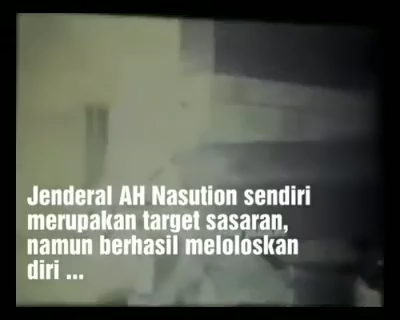 Jenderal AH Nasution sendiri
merupakan target sasaran,
namun berhasil meloloskan
diri ...